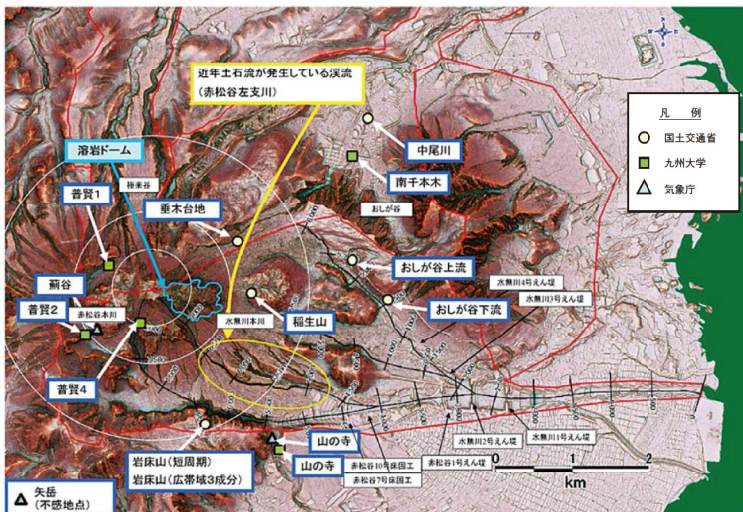 近年土石流が発生している渓流
(赤松谷左支川)
凡 例
国土交通省
九州大学
気象庁
中尾川
溶岩ドーム
南千本木
極楽谷
普賢1
垂木台地
おしが谷
おしが谷上流
水無川4号えん堤
水無川3号えん堤
薊谷
赤松谷本川
普賢2
稲生山
おしが谷下流
水無川本川
普賢4
山の寺
山の寺
岩床山(短周期)
岩床山(広帯域3成分)
赤松谷10号床固工
赤松谷7号床固工
赤松谷1号えん堤
水無川2号えん堤
水無川1号えん堤
矢岳
(不感地点)
0 1 2
km